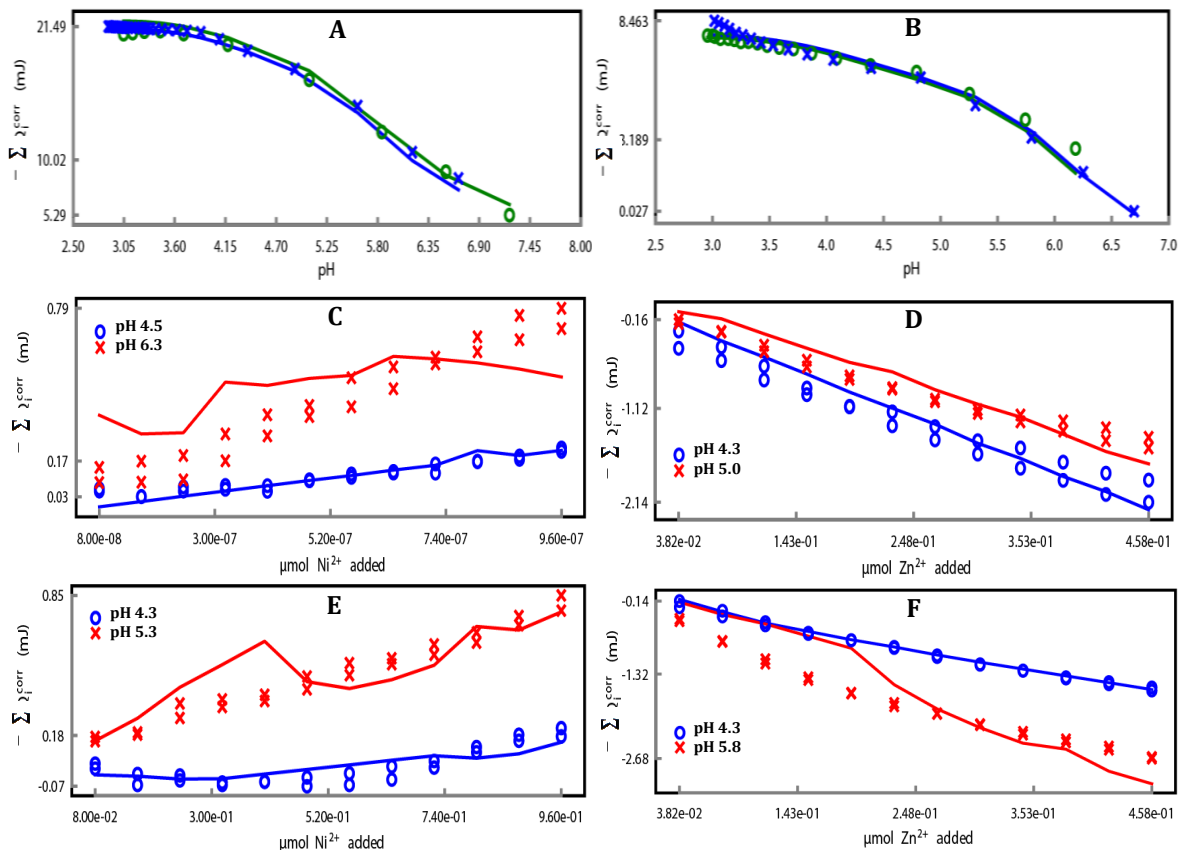 A
21.49
10.02
5.29
− Σ λᵢᶜᵒʳʳ (mJ)
2.50 3.05 3.60 4.15 5.25 5.80 6.35 6.90 7.45 8.00
pH
B
8.463
3.189
0.027
− Σ λᵢᶜᵒʳʳ (mJ)
2.5 3.0 3.5 4.0 4.5 5.0 5.5 6.0 6.5 7.0
pH
C
0.79
0.17
0.03
− Σ λᵢᶜᵒʳʳ (mJ)
pH 4.5
pH 6.3
8.00e-08 3.00e-07 5.20e-07 7.40e-07 9.60e-07
μmol Ni²⁺ added
D
-0.16
-1.12
-2.14
− Σ λᵢᶜᵒʳʳ (mJ)
pH 4.3
pH 5.0
3.82e-02 1.43e-01 2.48e-01 3.53e-01 4.58e-01
μmol Zn²⁺ added
E
0.85
0.18
-0.07
− Σ λᵢᶜᵒʳʳ (mJ)
pH 4.3
pH 5.3
8.00e-02 3.00e-01 5.20e-01 7.40e-01 9.60e-01
μmol Ni²⁺ added
F
-0.14
-1.32
-2.68
− Σ λᵢᶜᵒʳʳ (mJ)
pH 4.3
pH 5.8
3.82e-02 1.43e-01 2.48e-01 3.53e-01 4.58e-01
μmol Zn²⁺ added